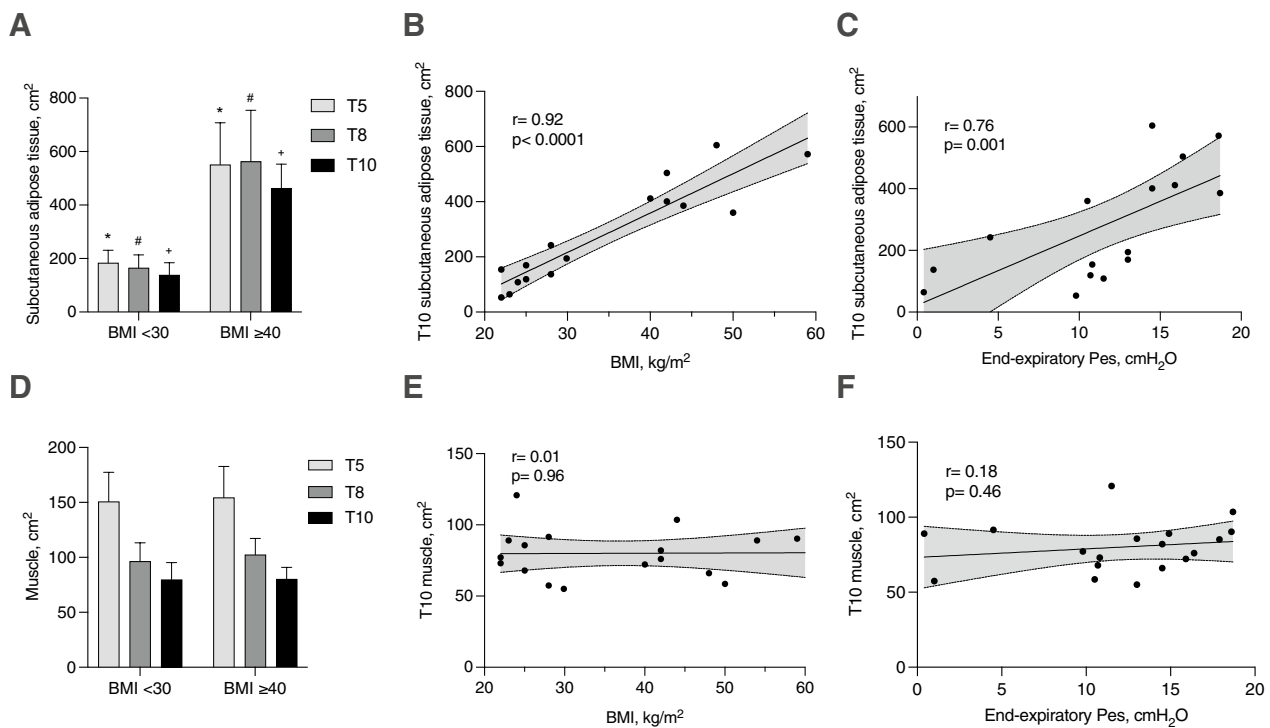 A
Subcutaneous adipose tissue, cm²
800
600
400
200
0
* # +
* # +
BMI <30 BMI ≥40
T5
T8
T10
B
T10 subcutaneous adipose tissue, cm²
800
600
400
200
0
r= 0.92
p< 0.0001
20 30 40 50 60
BMI, kg/m²
C
T10 subcutaneous adipose tissue, cm²
600
400
200
0
r= 0.76
p= 0.001
0 5 10 15 20
End-expiratory Pes, cmH₂O
D
Muscle, cm²
200
150
100
50
0
BMI <30 BMI ≥40
T5
T8
T10
E
T10 muscle, cm²
150
100
50
0
r= 0.01
p= 0.96
20 30 40 50 60
BMI, kg/m²
F
T10 muscle, cm²
150
100
50
0
r= 0.18
p= 0.46
0 5 10 15 20
End-expiratory Pes, cmH₂O